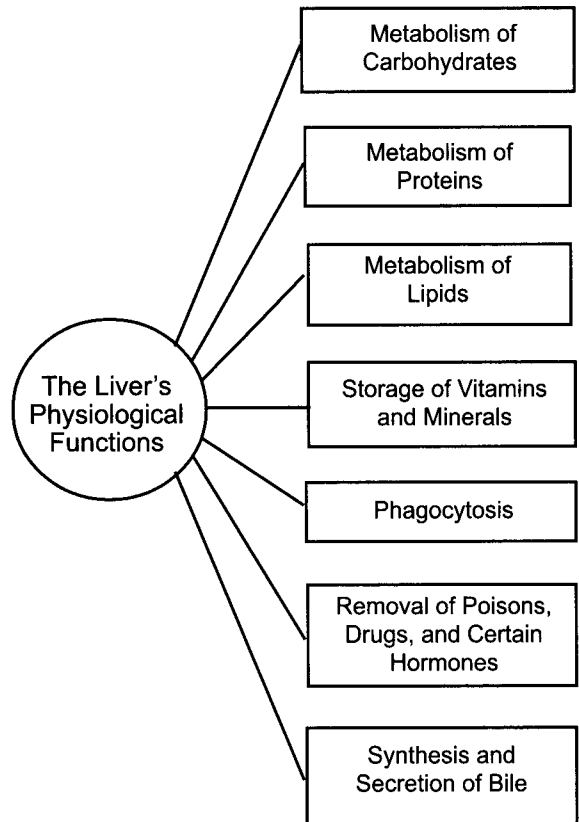 Metabolism of
Carbohydrates
Metabolism of
Proteins
Metabolism of
Lipids
The Liver's
Physiological
Functions
Storage of Vitamins
and Minerals
Phagocytosis
Removal of Poisons,
Drugs, and Certain
Hormones
Synthesis and
Secretion of Bile